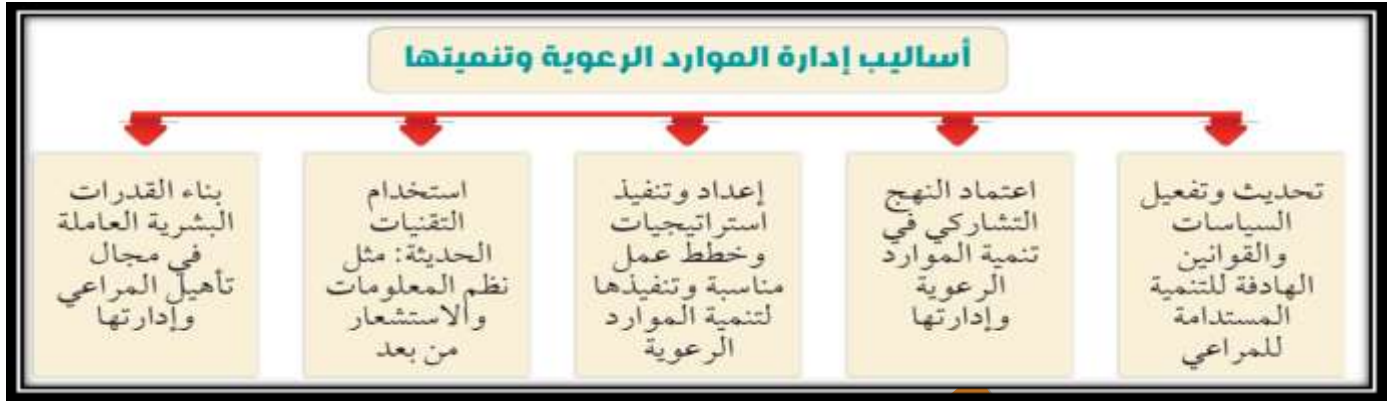 أساليب إدارة الموارد الرعوية وتنميتها
تحديث وتفعيل
السياسات
والقوانين
الهادفة للتنمية
المستدامة
للمراعي
اعتماد النهج
التشاركي في
تنمية الموارد
الرعوية
وإدارتها
إعداد وتنفيذ
استراتيجيات
وخطط عمل
مناسبة وتنفيذها
لتنمية الموارد
الرعوية
استخدام
التقنيات
الحديثة: مثل
نظم المعلومات
والاستشعار
من بعد
بناء القدرات
البشرية العاملة
في مجال
تأهيل المراعي
وإدارتها